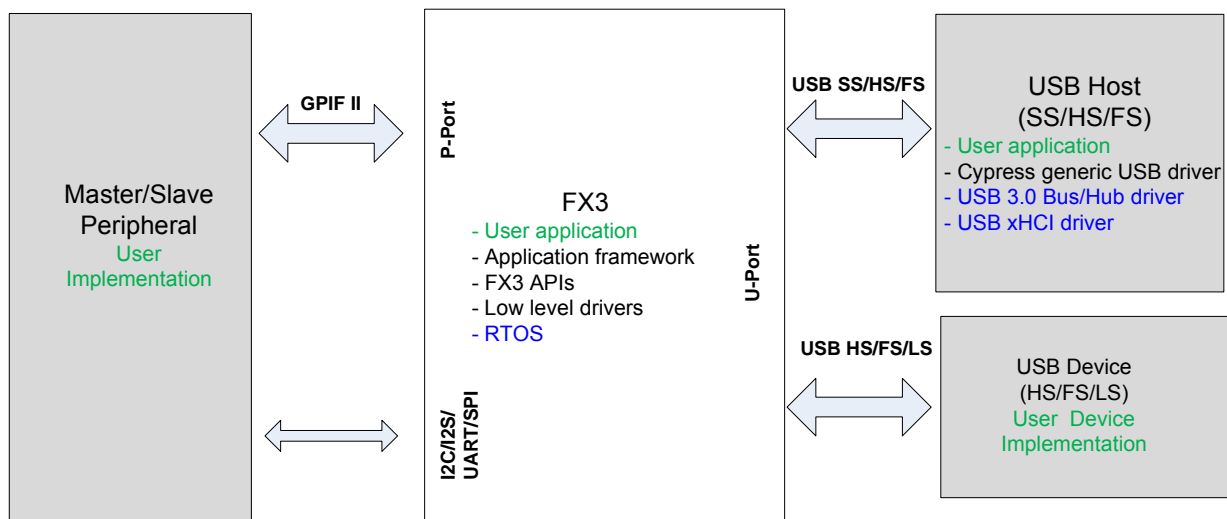 Master/Slave
Peripheral
User
Implementation
GPIF II
P-Port
I2C/I2S/
UART/SPI
FX3
- User application
- Application framework
- FX3 APIs
- Low level drivers
- RTOS
U-Port
USB SS/HS/FS
USB Host
(SS/HS/FS)
- User application
- Cypress generic USB driver
- USB 3.0 Bus/Hub driver
- USB xHCI driver
USB HS/FS/LS
USB Device
(HS/FS/LS)
User Device
Implementation